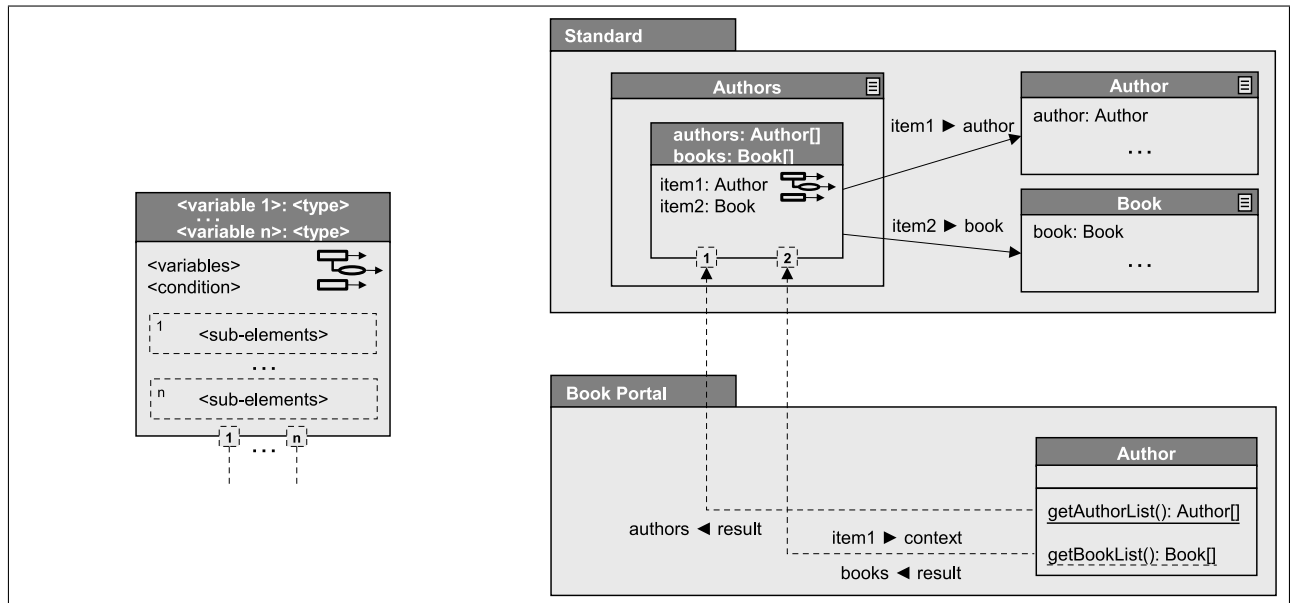 <variable 1>: <type>
...
<variable n>: <type>
<variables>
<condition>
1
<sub-elements>
...
n
<sub-elements>
1 ... n
Standard
Authors
authors: Author[]
books: Book[]
item1: Author
item2: Book
1 2
item1 ► author
item2 ► book
Author
author: Author
...
Book
book: Book
...
Book Portal
Author
getAuthorList(): Author[]
getBookList(): Book[]
authors ◄ result
item1 ► context
books ◄ result